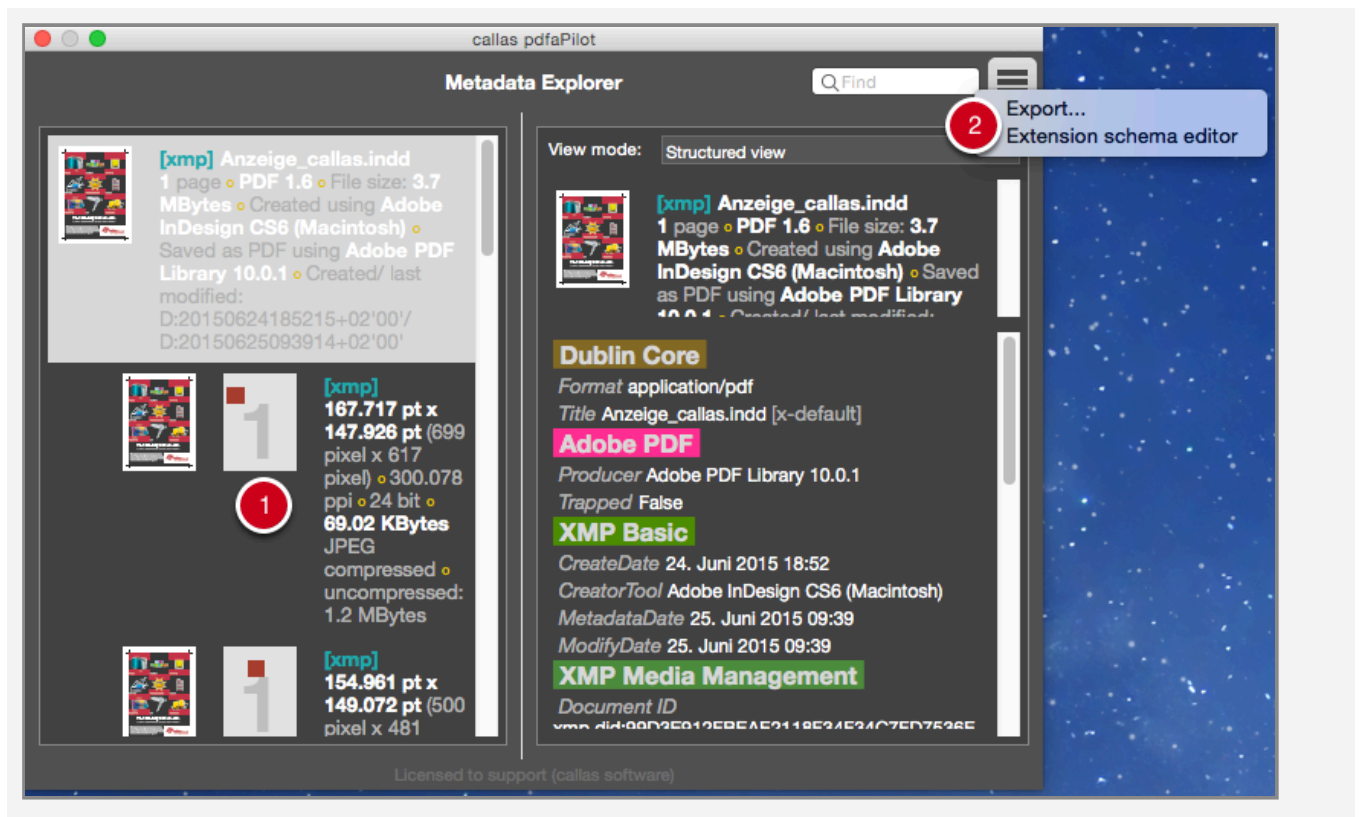 callas pdfaPilot
Metadata Explorer
Find
Export...
2
Extension schema editor
[xmp] Anzeige_callas.indd
1 page o PDF 1.6 o File size: 3.7
MBytes o Created using Adobe
InDesign CS6 (Macintosh) o
Saved as PDF using Adobe PDF
Library 10.0.1 o Created/ last
modified:
D:20150624185215+02'00'/
D:20150625093914+02'00'
1
1
[xmp]
167.717 pt x
147.926 pt (699
pixel x 617
pixel) o 300.078
ppi o 24 bit o
69.02 KBytes
JPEG
compressed o
uncompressed:
1.2 MBytes
1
[xmp]
154.961 pt x
149.072 pt (500
pixel x 481
View mode: Structured view
[xmp] Anzeige_callas.indd
1 page o PDF 1.6 o File size: 3.7
MBytes o Created using Adobe
InDesign CS6 (Macintosh) o Saved
as PDF using Adobe PDF Library
10.0.1 o Created/ last modified:
Dublin Core
Format application/pdf
Title Anzeige_callas.indd [x-default]
Adobe PDF
Producer Adobe PDF Library 10.0.1
Trapped False
XMP Basic
CreateDate 24. Juni 2015 18:52
CreatorTool Adobe InDesign CS6 (Macintosh)
MetadataDate 25. Juni 2015 09:39
ModifyDate 25. Juni 2015 09:39
XMP Media Management
Document ID
Licensed to support (callas software)